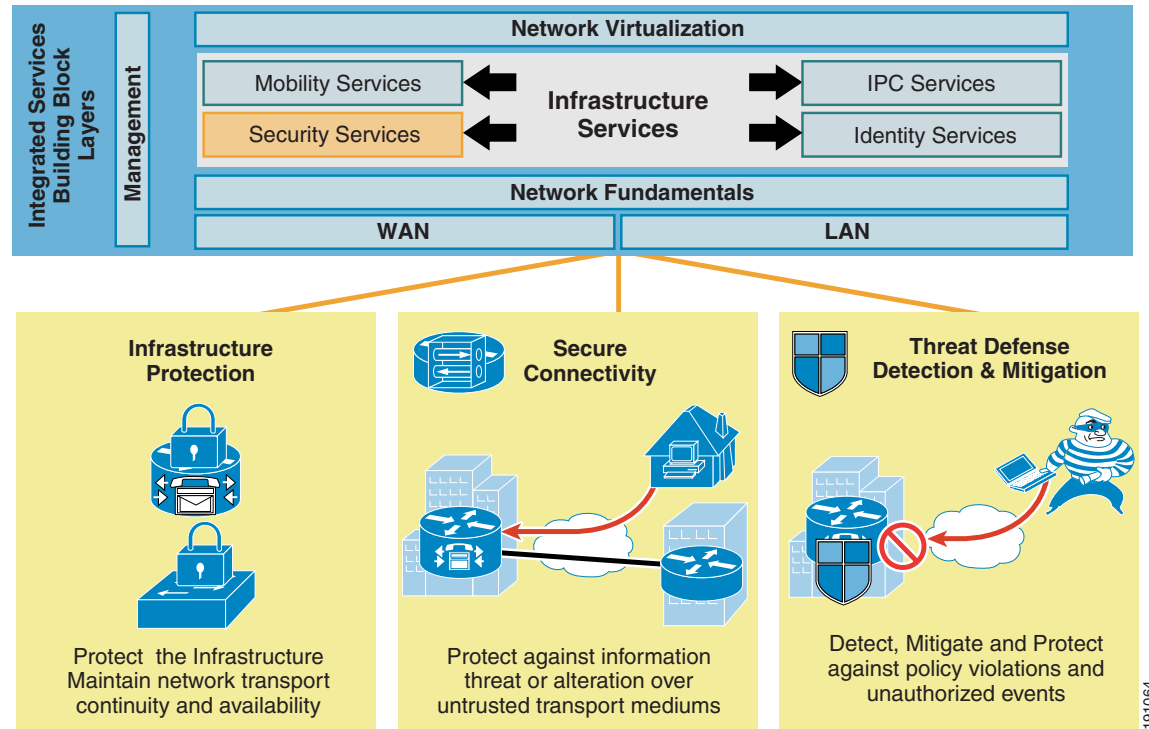 Integrated Services
Building Block
Layers
Management
Network Virtualization
Mobility Services
Security Services
Infrastructure
Services
IPC Services
Identity Services
Network Fundamentals
WAN
LAN
Infrastructure
Protection
Protect the Infrastructure
Maintain network transport
continuity and availability
Secure
Connectivity
Protect against information
threat or alteration over
untrusted transport mediums
Threat Defense
Detection & Mitigation
Detect, Mitigate and Protect
against policy violations and
unauthorized events
191064